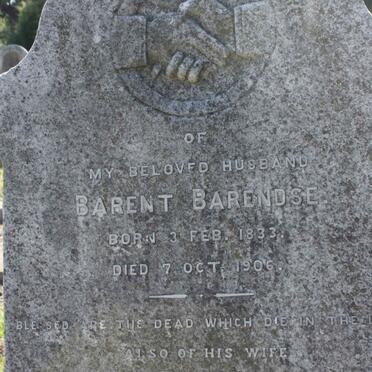 OF
MY BELOVED HUSBAND
BARENT BARENDSE
BORN 3 FEB. 1833.
DIED 7 OCT. 1906.
BLESSED ARE THE DEAD WHICH DIE IN THE
ALSO OF HIS WIFE